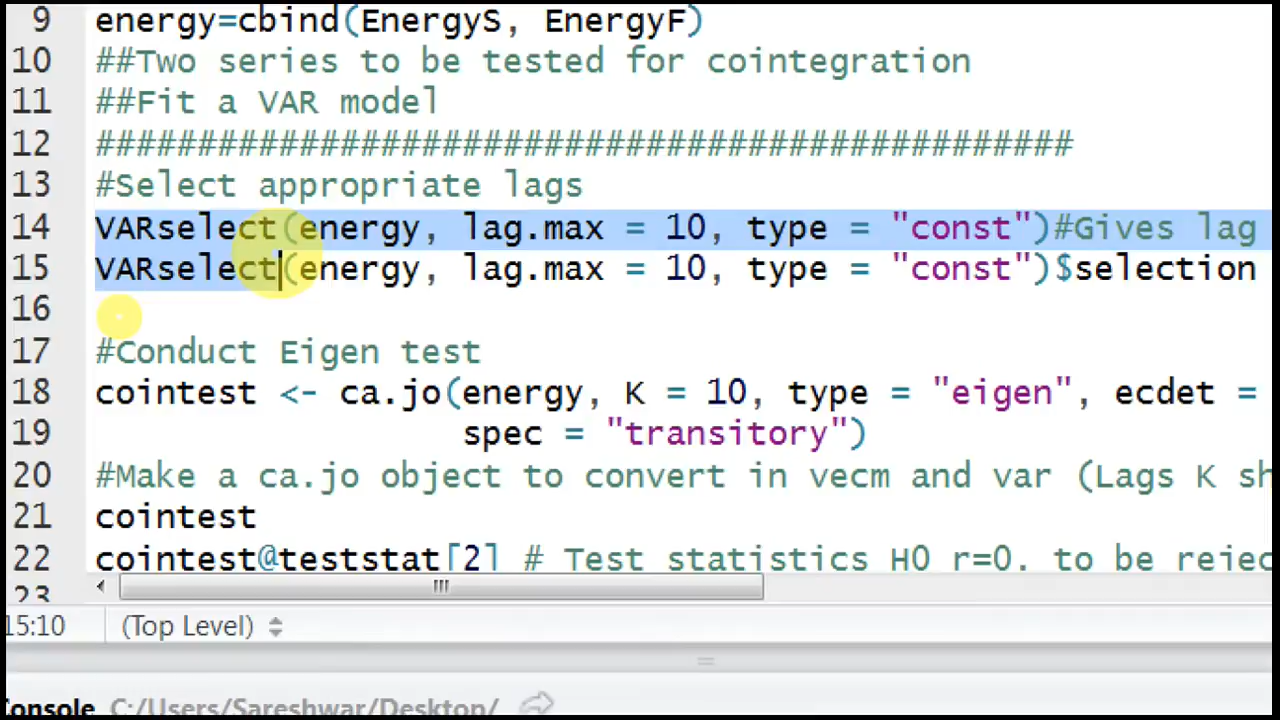 9 energy=cbind(EnergyS, EnergyF)
10 ##Two series to be tested for cointegration
11 ##Fit a VAR model
12 ################################################
13 #Select appropriate lags
14 VARselect(energy, lag.max = 10, type = "const")#Gives lag
15 VARselect(energy, lag.max = 10, type = "const")$selection
16
17 #Conduct Eigen test
18 cointest <- ca.jo(energy, K = 10, type = "eigen", ecdet =
19 spec = "transitory")
20 #Make a ca.jo object to convert in vecm and var (Lags K sh
21 cointest
22 cointest@teststat[2] # Test statistics H0 r=0. to be rejec
23
15:10 (Top Level)
Console C:/Users/Sareshwar/Desktop/